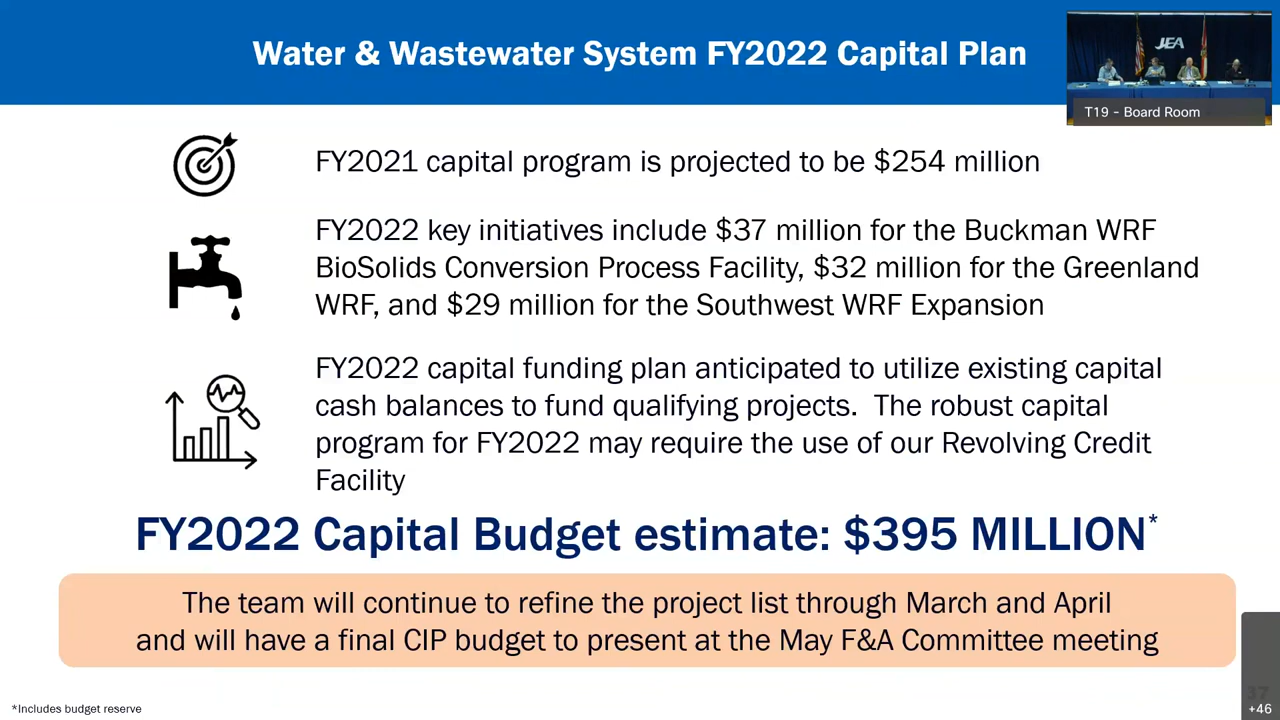 Water & Wastewater System FY2022 Capital Plan
JEA
T19 - Board Room
FY2021 capital program is projected to be $254 million
FY2022 key initiatives include $37 million for the Buckman WRF
BioSolids Conversion Process Facility, $32 million for the Greenland
WRF, and $29 million for the Southwest WRF Expansion
FY2022 capital funding plan anticipated to utilize existing capital
cash balances to fund qualifying projects.  The robust capital
program for FY2022 may require the use of our Revolving Credit
Facility
FY2022 Capital Budget estimate: $395 MILLION*
The team will continue to refine the project list through March and April
and will have a final CIP budget to present at the May F&A Committee meeting
37
*Includes budget reserve
+46